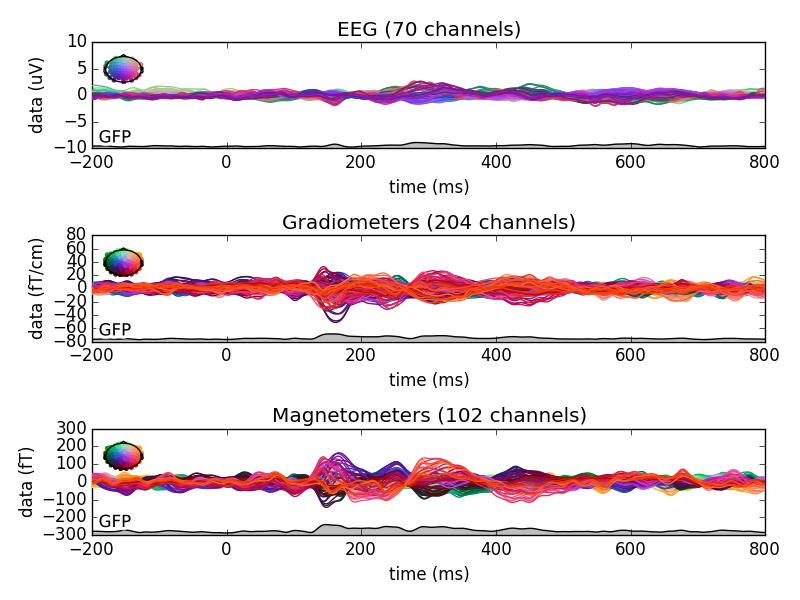 EEG (70 channels)
10
5
0
−5
−10
data (uV)
GFP
−200 0 200 400 600 800
time (ms)
Gradiometers (204 channels)
80
60
40
20
0
−20
−40
−60
−80
data (fT/cm)
GFP
−200 0 200 400 600 800
time (ms)
Magnetometers (102 channels)
300
200
100
0
−100
−200
−300
data (fT)
GFP
−200 0 200 400 600 800
time (ms)